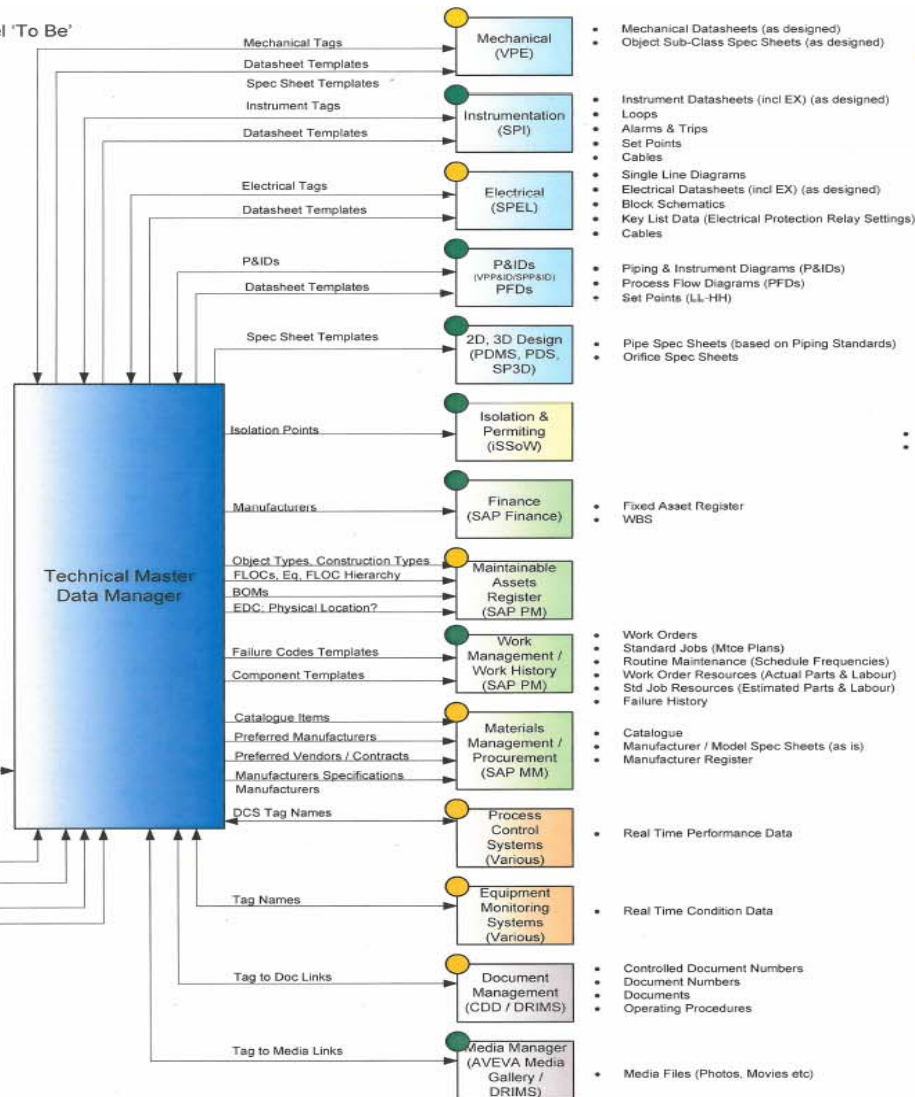 'To Be'
Mechanical Tags
Datasheet Templates
Spec Sheet Templates
Mechanical
(VPE)
• Mechanical Datasheets (as designed)
• Object Sub-Class Spec Sheets (as designed)
Instrument Tags
Datasheet Templates
Instrumentation
(SPI)
• Instrument Datasheets (incl EX) (as designed)
• Loops
• Alarms & Trips
• Set Points
• Cables
Electrical Tags
Datasheet Templates
Electrical
(SPEL)
• Single Line Diagrams
• Electrical Datasheets (incl EX) (as designed)
• Block Schematics
• Key List Data (Electrical Protection Relay Settings)
• Cables
P&IDs
Datasheet Templates
P&IDs
(VPP&ID/SPP&ID)
PFDs
• Piping & Instrument Diagrams (P&IDs)
• Process Flow Diagrams (PFDs)
• Set Points (LL-HH)
Spec Sheet Templates
2D, 3D Design
(PDMS, PDS,
SP3D)
• Pipe Spec Sheets (based on Piping Standards)
• Orifice Spec Sheets
Isolation Points
Isolation &
Permiting
(iSSoW)
Manufacturers
Finance
(SAP Finance)
• Fixed Asset Register
• WBS
Technical Master
Data Manager
Object Types, Construction Types
FLOCs, Eq, FLOC Hierarchy
BOMs
EDC: Physical Location?
Maintainable
Assets
Register
(SAP PM)
Failure Codes Templates
Component Templates
Work
Management /
Work History
(SAP PM)
• Work Orders
• Standard Jobs (Mtce Plans)
• Routine Maintenance (Schedule Frequencies)
• Work Order Resources (Actual Parts & Labour)
• Std Job Resources (Estimated Parts & Labour)
• Failure History
Catalogue Items
Preferred Manufacturers
Preferred Vendors / Contracts
Manufacturers Specifications
Manufacturers
Materials
Management /
Procurement
(SAP MM)
• Catalogue
• Manufacturer / Model Spec Sheets (as is)
• Manufacturer Register
DCS Tag Names
Process
Control
Systems
(Various)
• Real Time Performance Data
Tag Names
Equipment
Monitoring
Systems
(Various)
• Real Time Condition Data
Tag to Doc Links
Document
Management
(CDD / DRIMS)
• Controlled Document Numbers
• Document Numbers
• Documents
• Operating Procedures
Tag to Media Links
Media Manager
(AVEVA Media
Gallery /
DRIMS)
• Media Files (Photos, Movies etc)